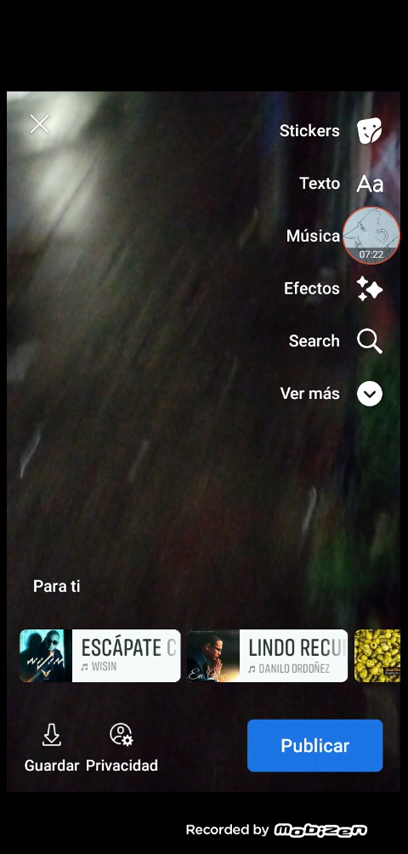 Stickers
Texto Aa
Música
07:22
Efectos
Search
Ver más
Para ti
ESCÁPATE C
WISIN
LINDO RECU
DANILO ORDOÑEZ
Guardar Privacidad
Publicar
Recorded by Mobizen